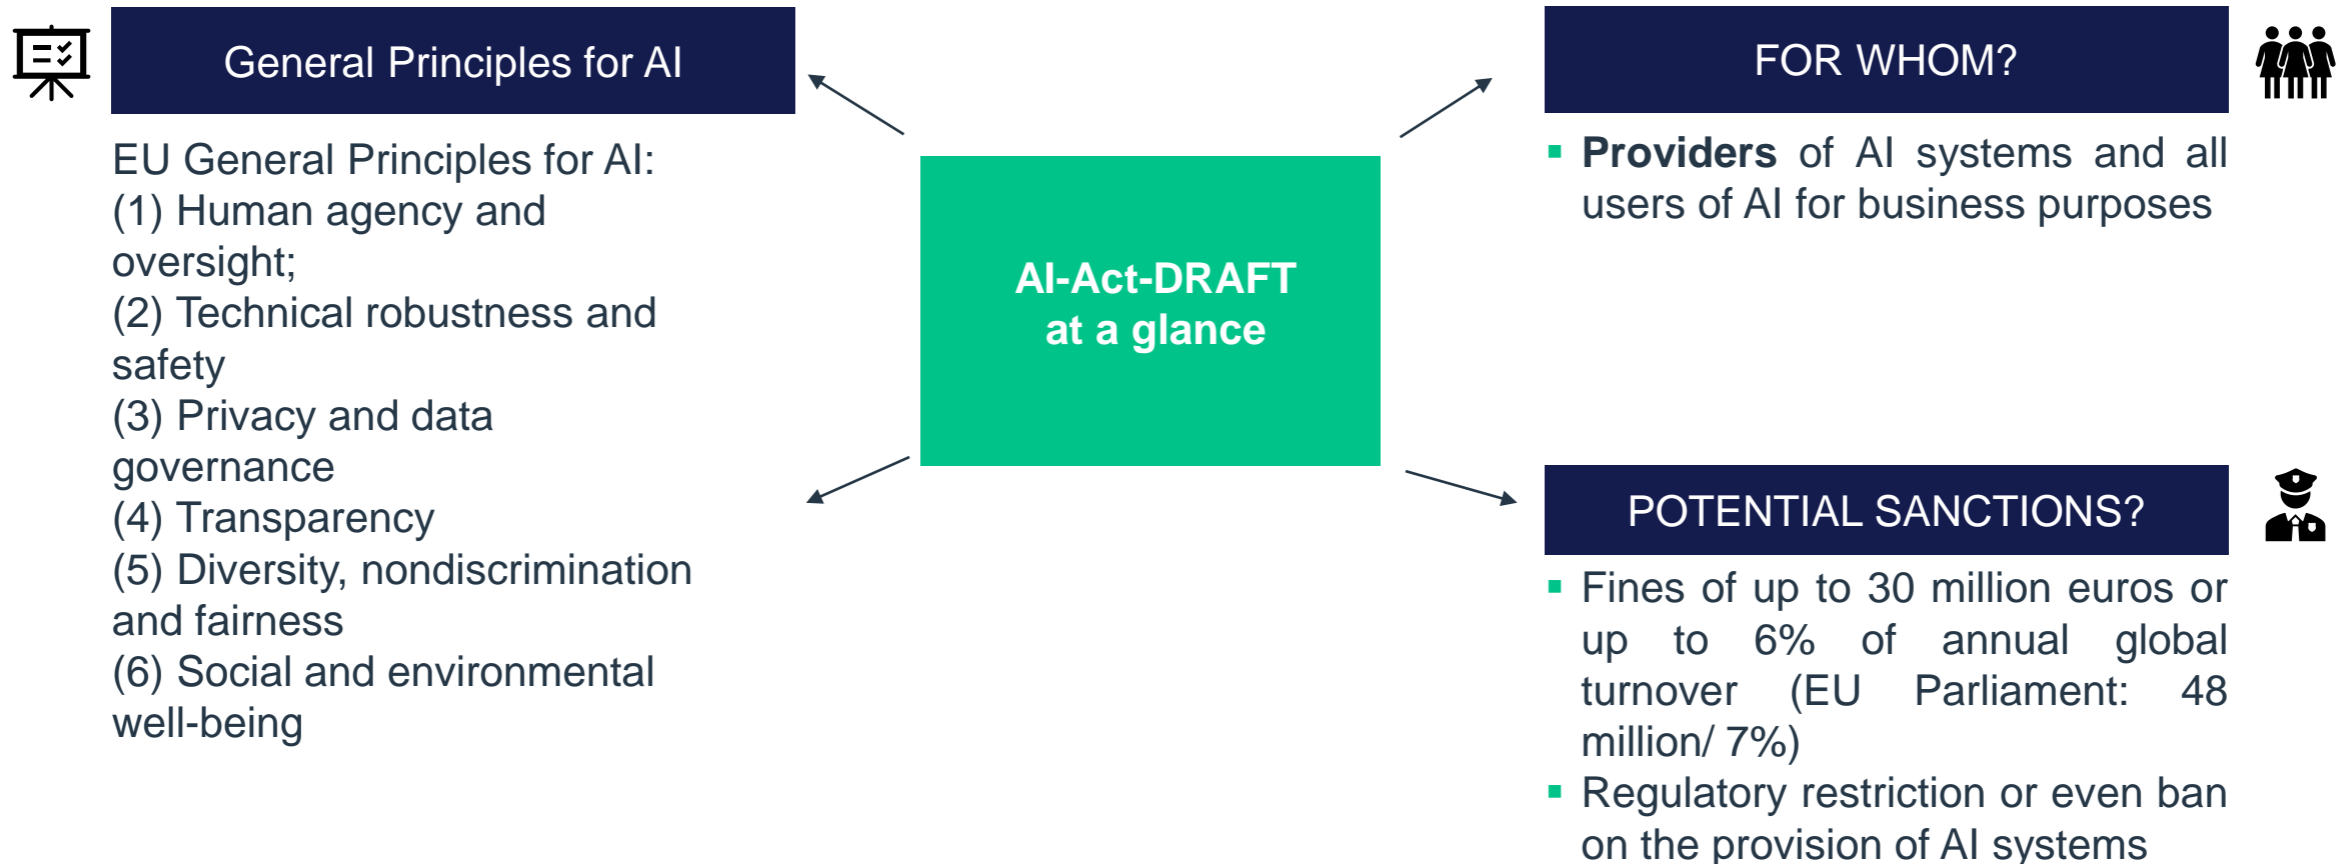 General Principles for AI
EU General Principles for AI:
(1) Human agency and
oversight;
(2) Technical robustness and
safety
(3) Privacy and data
governance
(4) Transparency
(5) Diversity, nondiscrimination
and fairness
(6) Social and environmental
well-being
AI-Act-DRAFT
at a glance
FOR WHOM?
▪ Providers of AI systems and all
users of AI for business purposes
POTENTIAL SANCTIONS?
▪ Fines of up to 30 million euros or
up to 6% of annual global
turnover (EU Parliament: 48
million/ 7%)
▪ Regulatory restriction or even ban
on the provision of AI systems